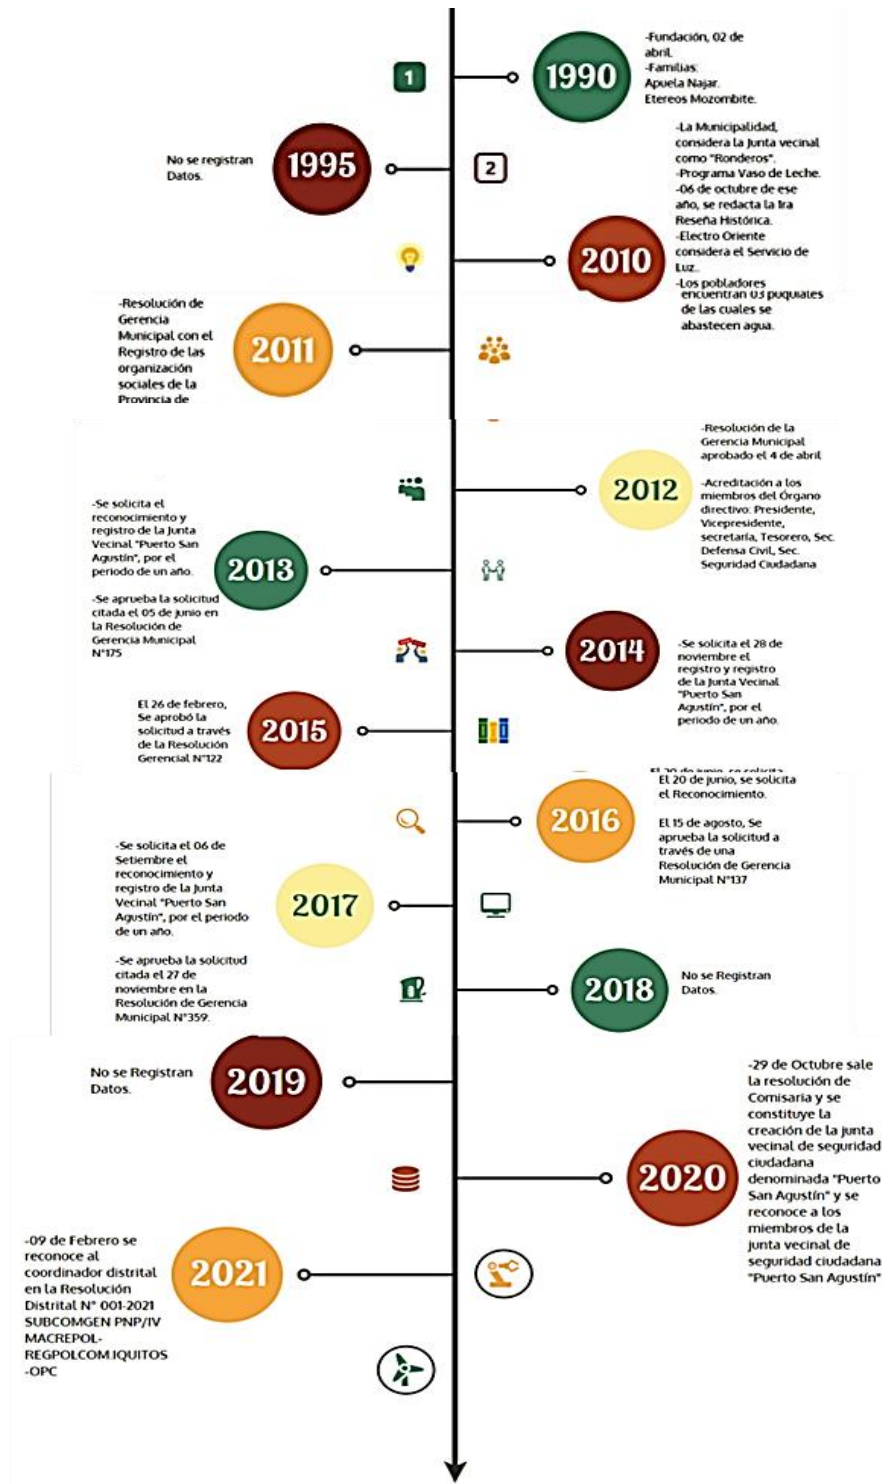 1
1990
-Fundación, 02 de
abril.
-Familias:
Apuela Najar.
Etereos Mozombite.
No se registran
Datos.
1995
2
-La Municipalidad,
considera la Junta vecinal
como "Ronderos".
-Programa Vaso de Leche.
-06 de octubre de ese
año, se redacta la 1ra
Reseña Histórica.
-Electro Oriente
considera el Servicio de
Luz..
-Los pobladores
encuentran 03 puquiales
de las cuales se
abastecen agua.
2010
-Resolución de
Gerencia
Municipal con el
Registro de las
organización
sociales de la
Provincia de
2011
2012
-Resolución de la
Gerencia Municipal
aprobado el 4 de abril
-Acreditación a los
miembros del Órgano
directivo: Presidente,
Vicepresidente,
secretaría, Tesorero, Sec.
Defensa Civil, Sec.
Seguridad Ciudadana
-Se solicita el
reconocimiento y
registro de la Junta
Vecinal "Puerto San
Agustín", por el
periodo de un año.
-Se aprueba la solicitud
citada el 05 de junio en
la Resolución de
Gerencia Municipal
N°175
2013
2014
-Se solicita el 28 de
noviembre el
registro y registro
de la Junta Vecinal
"Puerto San
Agustín", por el
periodo de un año.
El 26 de febrero,
Se aprobó la
solicitud a través
de la Resolución
Gerencial N°122
2015
El 20 de junio, se solicita
2016
El 20 de junio, se solicita
el Reconocimiento.
El 15 de agosto, Se
aprueba la solicitud a
través de una
Resolución de Gerencia
Municipal N°137
-Se solicita el 06 de
Setiembre el
reconocimiento y
registro de la Junta
Vecinal "Puerto San
Agustín", por el periodo
de un año.
-Se aprueba la solicitud
citada el 27 de
noviembre en la
Resolución de Gerencia
Municipal N°359.
2017
2018
No se Registran
Datos.
No se Registran
Datos.
2019
2020
-29 de Octubre sale
la resolución de
Comisaria y se
constituye la
creación de la junta
vecinal de seguridad
ciudadana
denominada "Puerto
San Agustín" y se
reconoce a los
miembros de la
junta vecinal de
seguridad ciudadana
"Puerto San Agustín"
-09 de Febrero se
reconoce al
coordinador distrital
en la Resolución
Distrital N° 001-2021
SUBCOMGEN PNP/IV
MACREPOL-
REGPOLCOM.IQUITOS
-OPC
2021